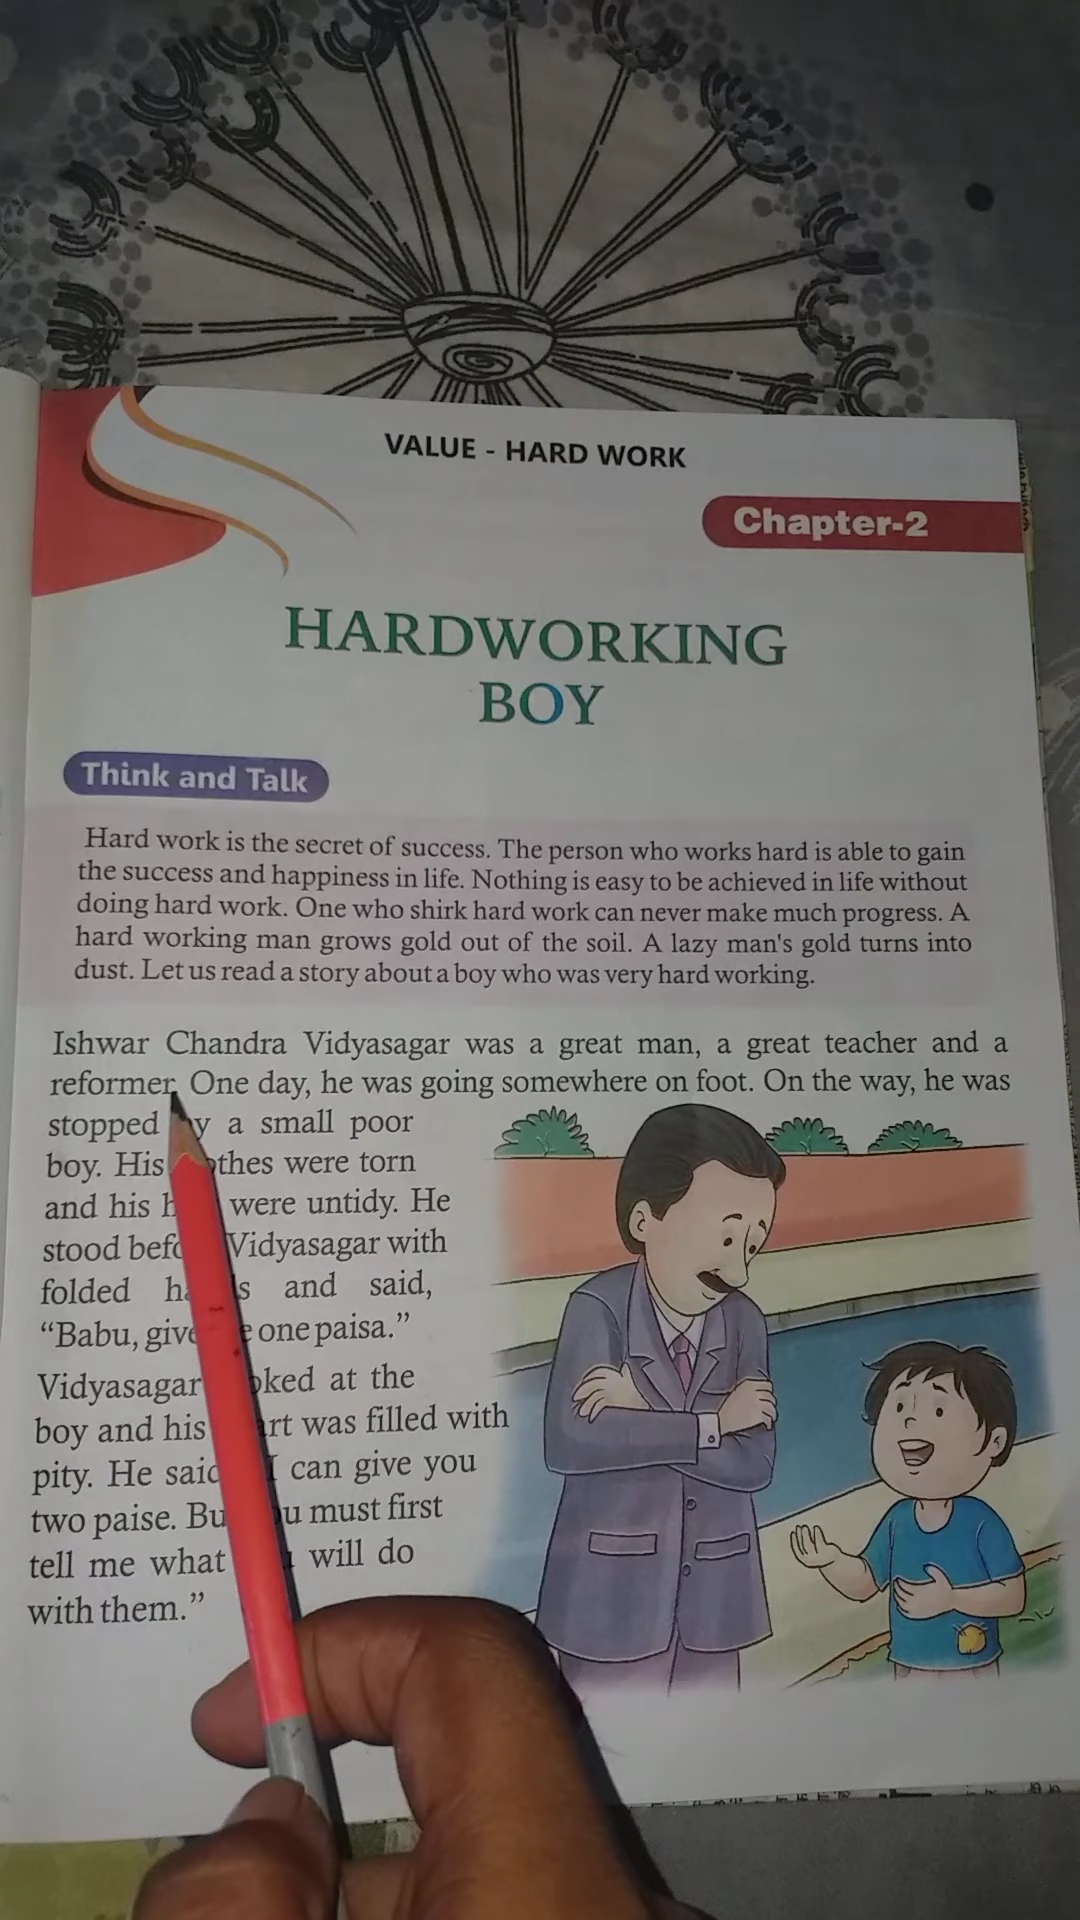 VALUE - HARD WORK
Chapter-2
HARDWORKING
BOY
Think and Talk
Hard work is the secret of success. The person who works hard is able to gain
the success and happiness in life. Nothing is easy to be achieved in life without
doing hard work. One who shirk hard work can never make much progress. A
hard working man grows gold out of the soil. A lazy man's gold turns into
dust. Let us read a story about a boy who was very hard working.
Ishwar Chandra Vidyasagar was a great man, a great teacher and a
reformer. One day, he was going somewhere on foot. On the way, he was
stopped by a small poor
boy. His were torn
and his were untidy. He
stood Vidyasagar with
folded and said,
“Babu, one paisa.”
Vidyasagar at the
boy and his was filled with
pity. He I can give you
two paise. must first
tell me what will do
with them.”